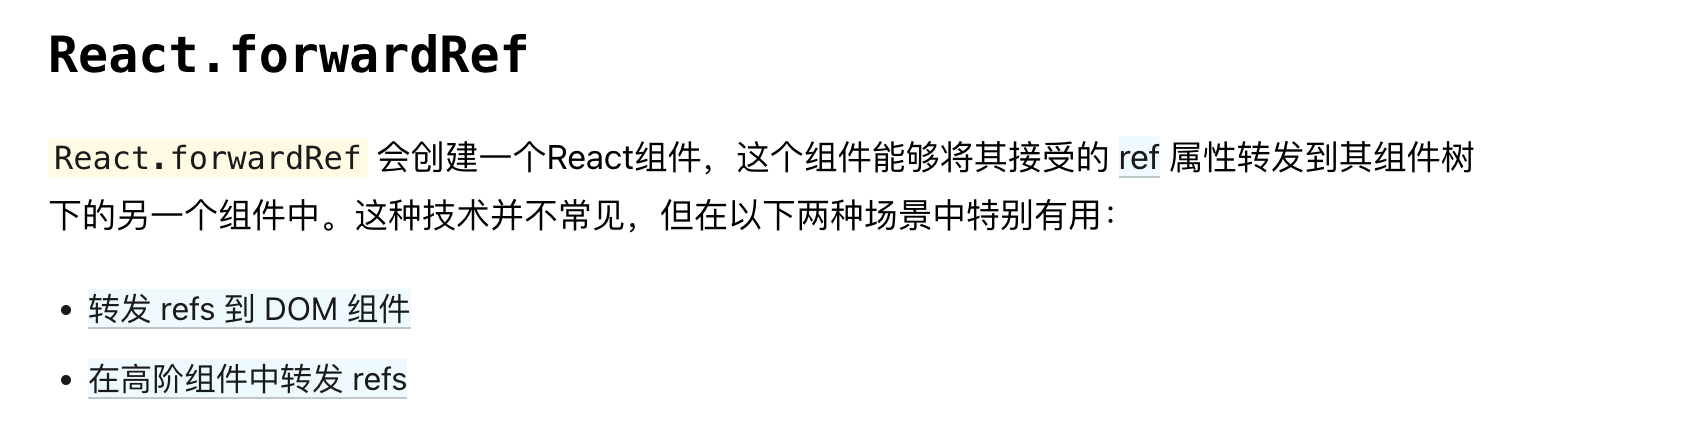 React.forwardRef
React.forwardRef 会创建一个React组件，这个组件能够将其接受的 ref 属性转发到其组件树
下的另一个组件中。这种技术并不常见，但在以下两种场景中特别有用：
• 转发 refs 到 DOM 组件
• 在高阶组件中转发 refs